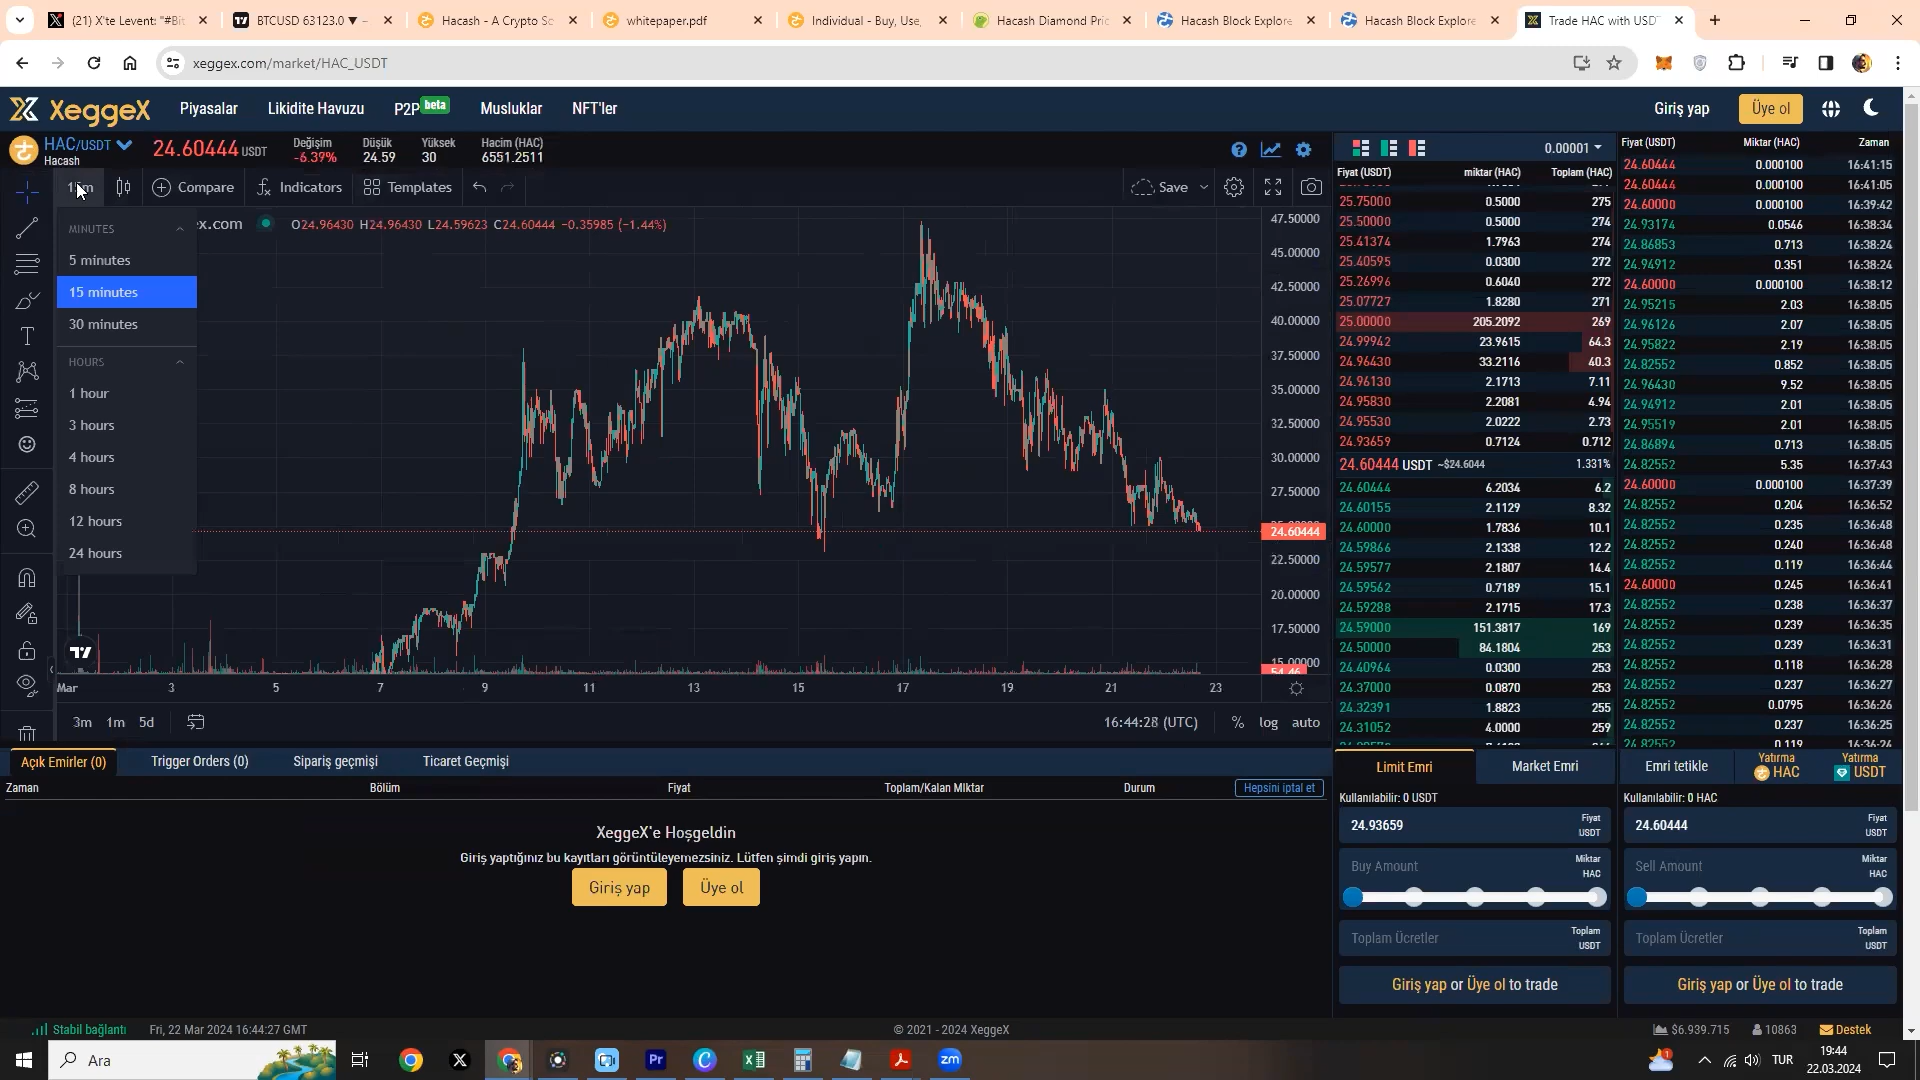 (21) X'te Levent: "#Bit
BTCUSD 63123.0 ▼ −
Hacash - A Crypto Sc
whitepaper.pdf
Individual - Buy, Use,
Hacash Diamond Pric
Hacash Block Explore
Hacash Block Explore
Trade HAC with USDT
xeggex.com/market/HAC_USDT
XeggeX
Piyasalar
Likidite Havuzu
P2P beta
Musluklar
NFT'ler
Giriş yap
Üye ol
HAC/USDT
Hacash
24.60444 USDT
Değişim
-6.39%
Düşük
24.59
Yüksek
30
Hacim (HAC)
6551.2511
Compare
Indicators
Templates
Save
ex.com
O24.96430 H24.96430 L24.59623 C24.60444 −0.35985 (−1.44%)
MINUTES
5 minutes
15 minutes
30 minutes
HOURS
1 hour
3 hours
4 hours
8 hours
12 hours
24 hours
47.50000
45.00000
42.50000
40.00000
37.50000
35.00000
32.50000
30.00000
27.50000
24.60444
22.50000
20.00000
17.50000
15.00000
54.46
Mar 3 5 7 9 11 13 15 17 19 21 23
3m 1m 5d
16:44:28 (UTC)
% log auto
0.00001
Fiyat (USDT) miktar (HAC) Toplam (HAC)
25.75000 0.5000 275
25.50000 0.5000 274
25.41374 1.7963 274
25.40595 0.0300 272
25.26996 0.6040 272
25.07727 1.8280 271
25.00000 205.2092 269
24.99942 23.9615 64.3
24.96430 33.2116 40.3
24.96130 2.1713 7.11
24.95830 2.2081 4.94
24.95530 2.0222 2.73
24.93659 0.7124 0.712
24.60444 USDT ~$24.6044 1.331%
24.60444 6.2034 6.2
24.60155 2.1129 8.32
24.60000 1.7836 10.1
24.59866 2.1338 12.2
24.59577 2.1807 14.4
24.59562 0.7189 15.1
24.59288 2.1715 17.3
24.59000 151.3817 169
24.50000 84.1804 253
24.40964 0.0300 253
24.37000 0.0870 253
24.32391 1.8823 255
24.31052 4.0000 259
Fiyat (USDT) Miktar (HAC) Zaman
24.60444 0.000100 16:41:15
24.60444 0.000100 16:41:05
24.60000 0.000100 16:39:42
24.93174 0.0546 16:38:34
24.86853 0.713 16:38:24
24.94912 0.351 16:38:24
24.60000 0.000100 16:38:12
24.95215 2.03 16:38:05
24.96126 2.07 16:38:05
24.95822 2.19 16:38:05
24.82552 0.852 16:38:05
24.96430 9.52 16:38:05
24.94912 2.01 16:38:05
24.95519 2.01 16:38:05
24.86894 0.713 16:38:05
24.82552 5.35 16:37:43
24.60000 0.000100 16:37:39
24.82552 0.204 16:36:52
24.82552 0.235 16:36:48
24.82552 0.240 16:36:48
24.82552 0.119 16:36:44
24.60000 0.245 16:36:41
24.82552 0.238 16:36:37
24.82552 0.239 16:36:35
24.82552 0.239 16:36:31
24.82552 0.118 16:36:28
24.82552 0.237 16:36:27
24.82552 0.0795 16:36:26
24.82552 0.237 16:36:25
24.82552 0.119 16:36:24
Açık Emirler (0)
Trigger Orders (0)
Sipariş geçmişi
Ticaret Geçmişi
Zaman
Bölüm
Fiyat
Toplam/Kalan Miktar
Durum
Hepsini iptal et
XeggeX'e Hoşgeldin
Giriş yaptığınız bu kayıtları görüntüleyemezsiniz. Lütfen şimdi giriş yapın.
Giriş yap
Üye ol
Limit Emri
Market Emri
Emri tetikle
Yatırma
HAC
Yatırma
USDT
Kullanılabilir: 0 USDT
24.93659
Fiyat
USDT
Buy Amount
Miktar
HAC
Toplam Ücretler
Toplam
USDT
Giriş yap or Üye ol to trade
Kullanılabilir: 0 HAC
24.60444
Fiyat
USDT
Sell Amount
Miktar
HAC
Toplam Ücretler
Toplam
USDT
Giriş yap or Üye ol to trade
Stabil bağlantı
Fri, 22 Mar 2024 16:44:27 GMT
© 2021 - 2024 XeggeX
$6.939.715
10863
Destek
Ara
TUR
19:44
22.03.2024